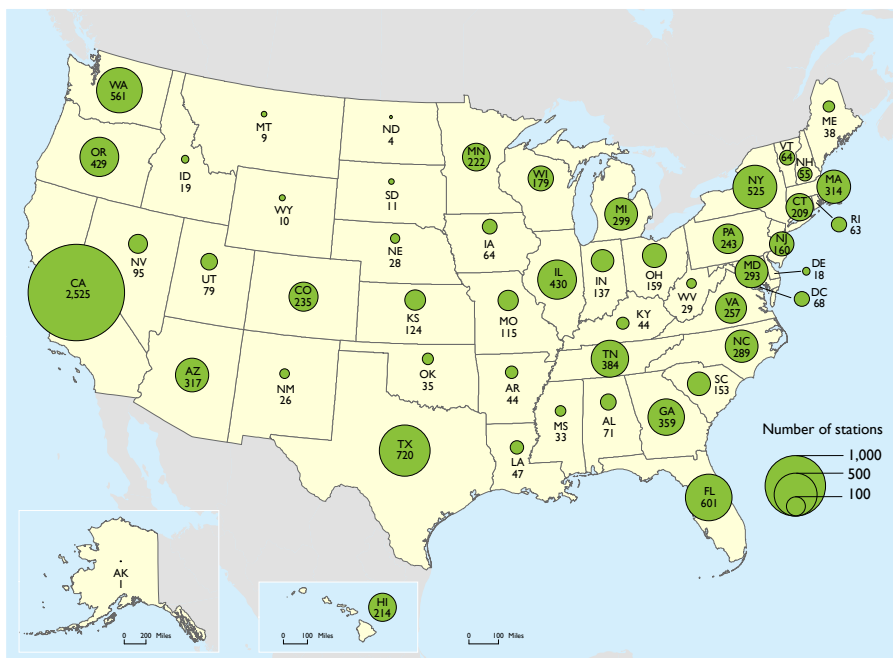 WA
561
MT
9
ND
4
MN
222
ME
38
VT
64
NH
55
OR
429
ID
19
SD
11
WI
179
NY
525
MA
314
WY
10
MI
299
CT
209
RI
63
NV
95
UT
79
NE
28
IA
64
PA
243
NJ
160
CA
2,525
CO
235
IL
430
IN
137
OH
159
MD
293
DE
18
DC
68
WV
29
VA
257
KS
124
MO
115
KY
44
NC
289
TN
384
AZ
317
NM
26
OK
35
AR
44
SC
153
MS
33
AL
71
GA
359
TX
720
LA
47
FL
601
Number of stations
1,000
500
100
AK
1
0 200 Miles
HI
214
0 100 Miles
0 100 Miles